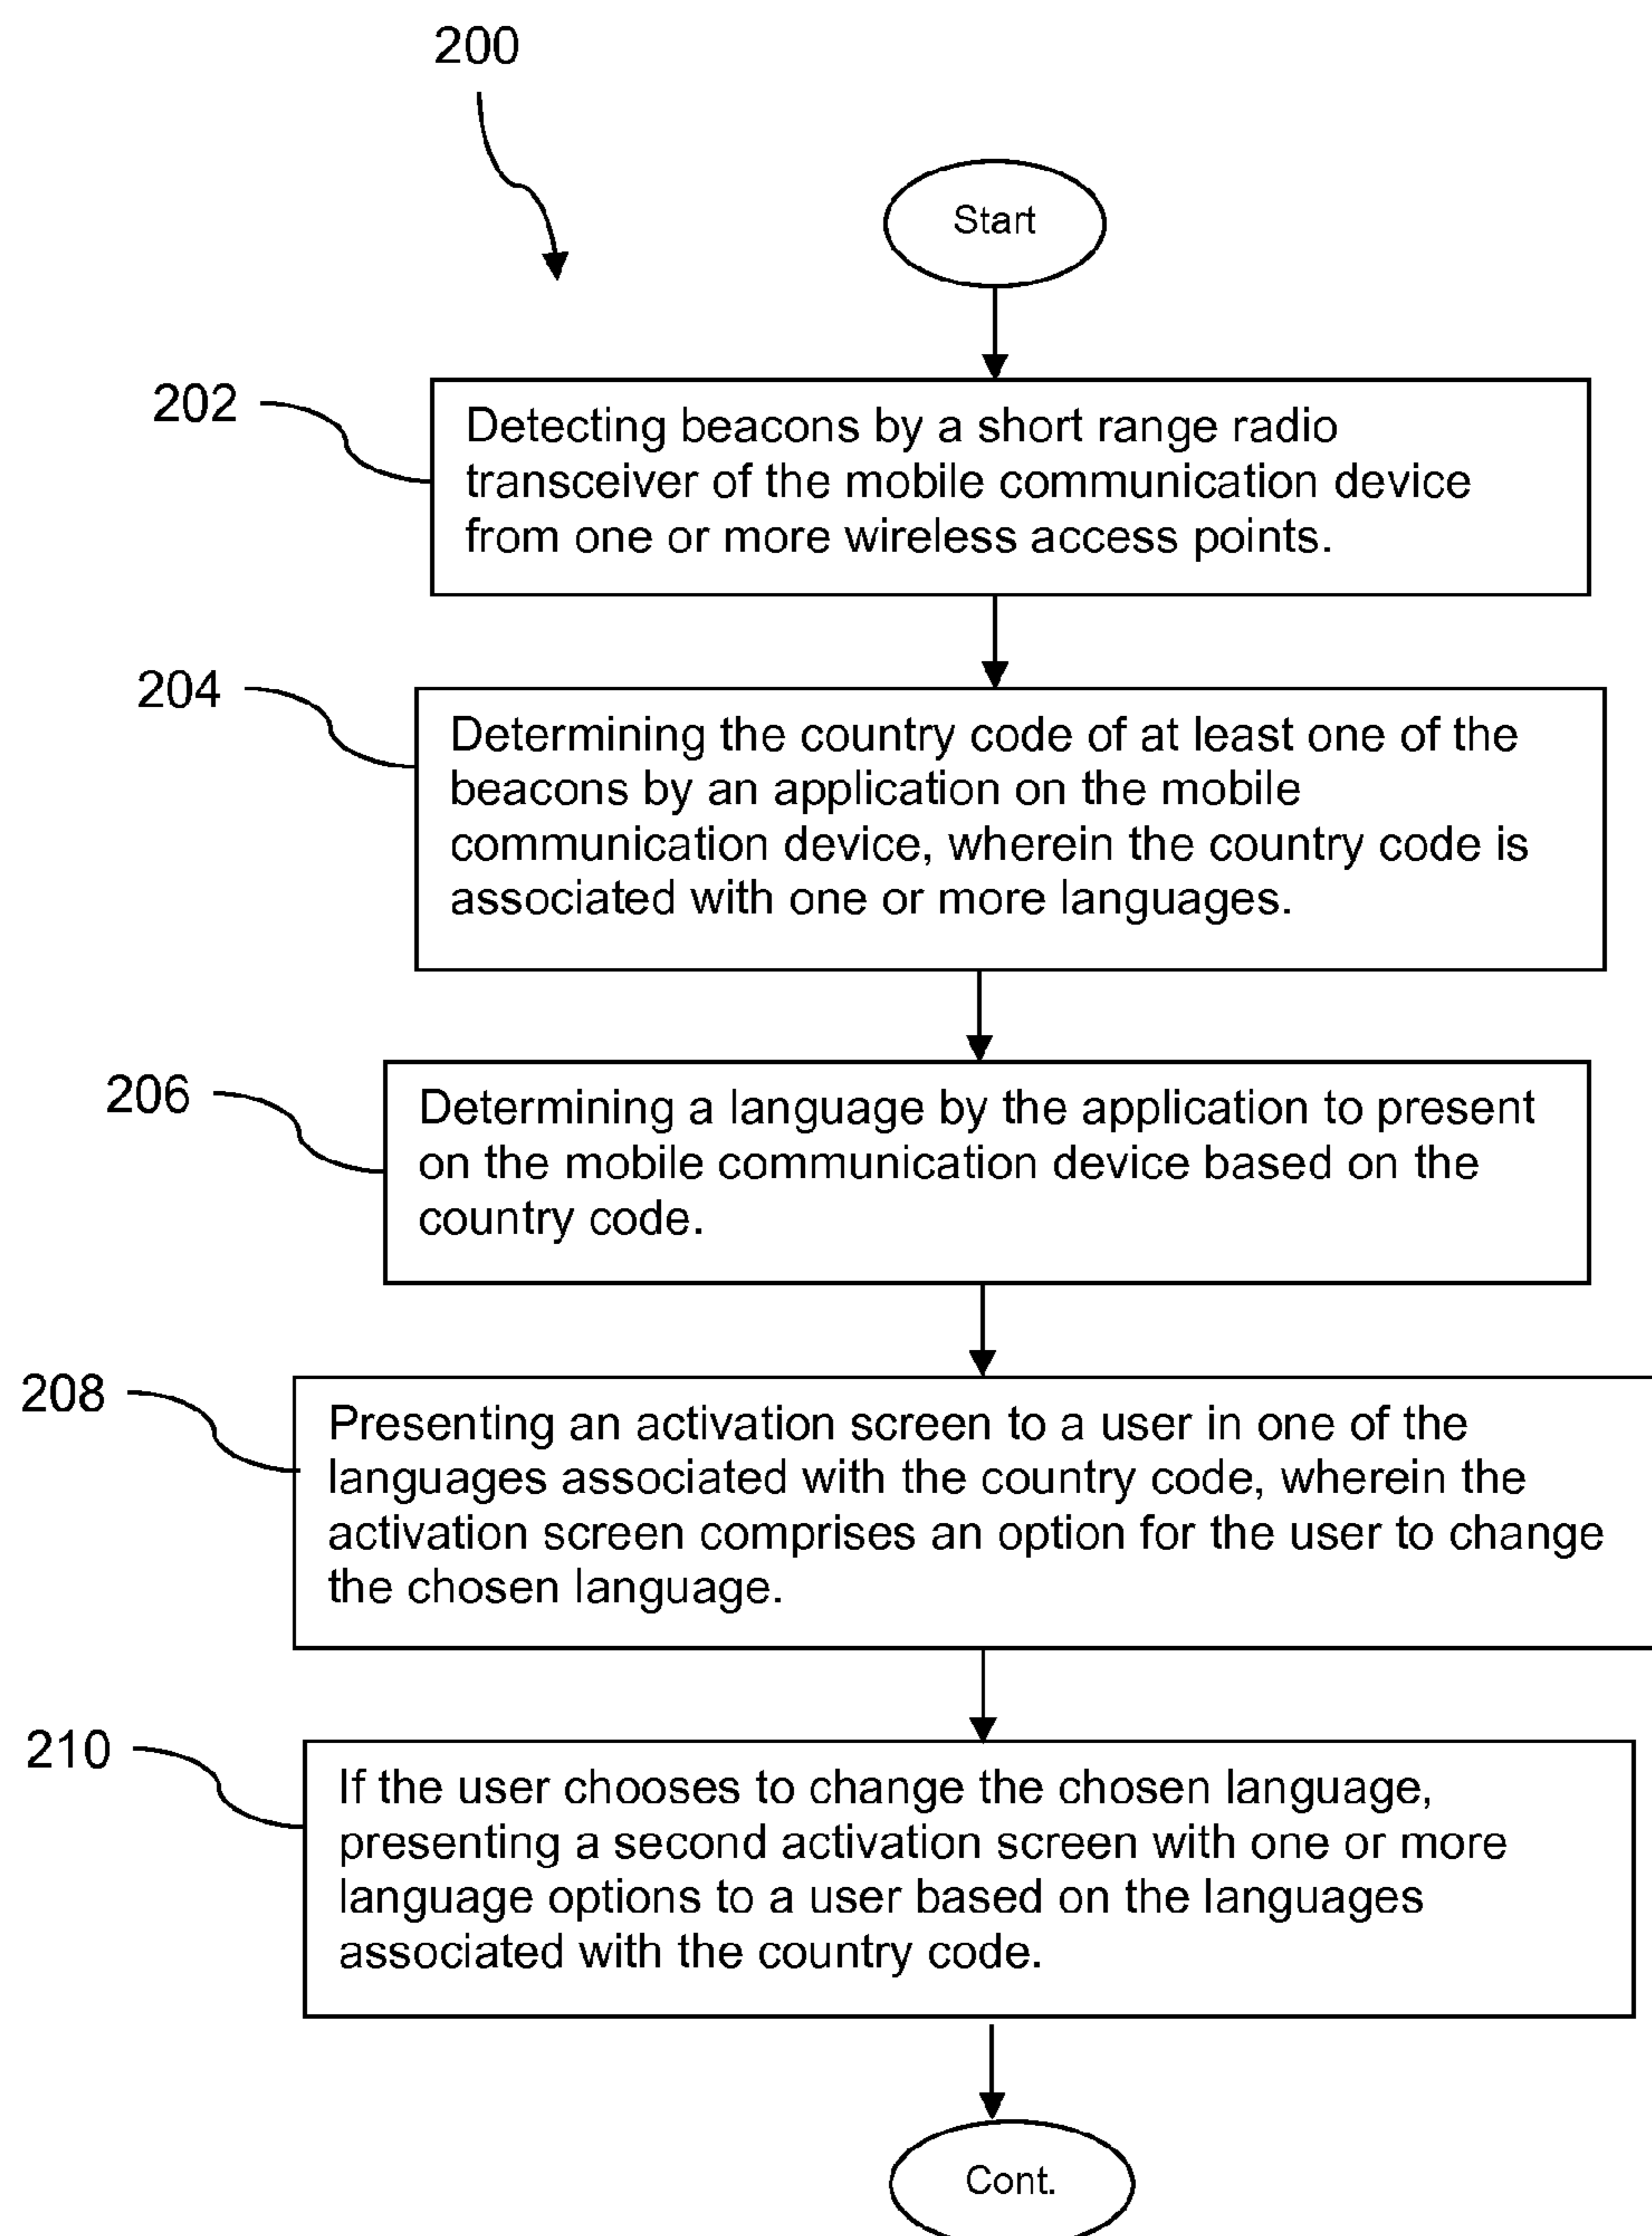 200
Start
202
Detecting beacons by a short range radio
transceiver of the mobile communication device
from one or more wireless access points.
204
Determining the country code of at least one of the
beacons by an application on the mobile
communication device, wherein the country code is
associated with one or more languages.
206
Determining a language by the application to present
on the mobile communication device based on the
country code.
208
Presenting an activation screen to a user in one of the
languages associated with the country code, wherein the
activation screen comprises an option for the user to change
the chosen language.
210
If the user chooses to change the chosen language,
presenting a second activation screen with one or more
language options to a user based on the languages
associated with the country code.
Cont.